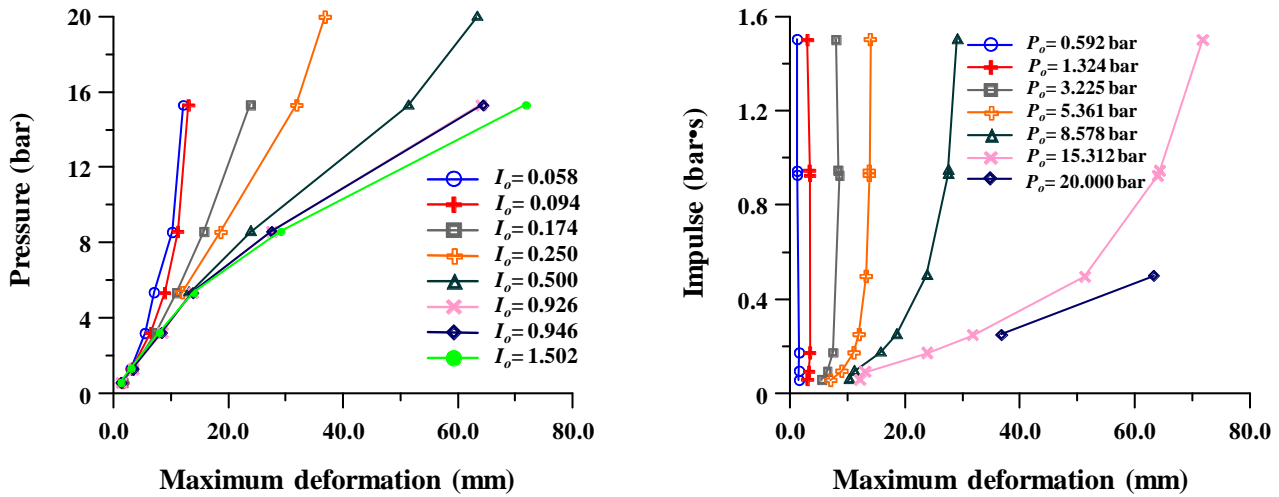 Pressure (bar)
20
16
12
8
4
0
I_o= 0.058
I_o= 0.094
I_o= 0.174
I_o= 0.250
I_o= 0.500
I_o= 0.926
I_o= 0.946
I_o= 1.502
0.0 20.0 40.0 60.0 80.0
Maximum deformation (mm)
Impulse (bar•s)
1.6
1.2
0.8
0.4
0
P_o= 0.592 bar
P_o= 1.324 bar
P_o= 3.225 bar
P_o= 5.361 bar
P_o= 8.578 bar
P_o= 15.312 bar
P_o= 20.000 bar
0.0 20.0 40.0 60.0 80.0
Maximum deformation (mm)